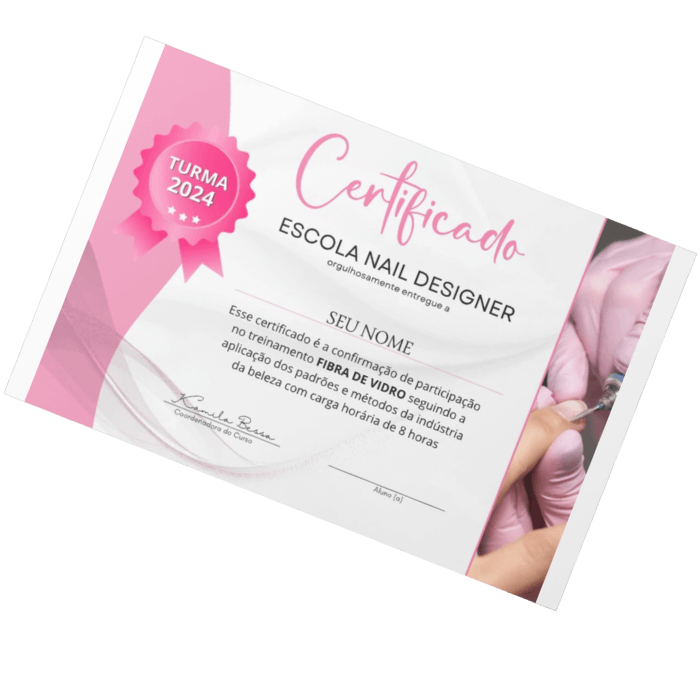 TURMA
2024
Certificado
ESCOLA NAIL DESIGNER
orgulhosamente entregue a
SEU NOME
Esse certificado é a confirmação de participação
no treinamento FIBRA DE VIDRO seguindo a
aplicação dos padrões e métodos da indústria
da beleza com carga horária de 8 horas
Kamila Bessa
Coordenadora do Curso
Aluno (a)